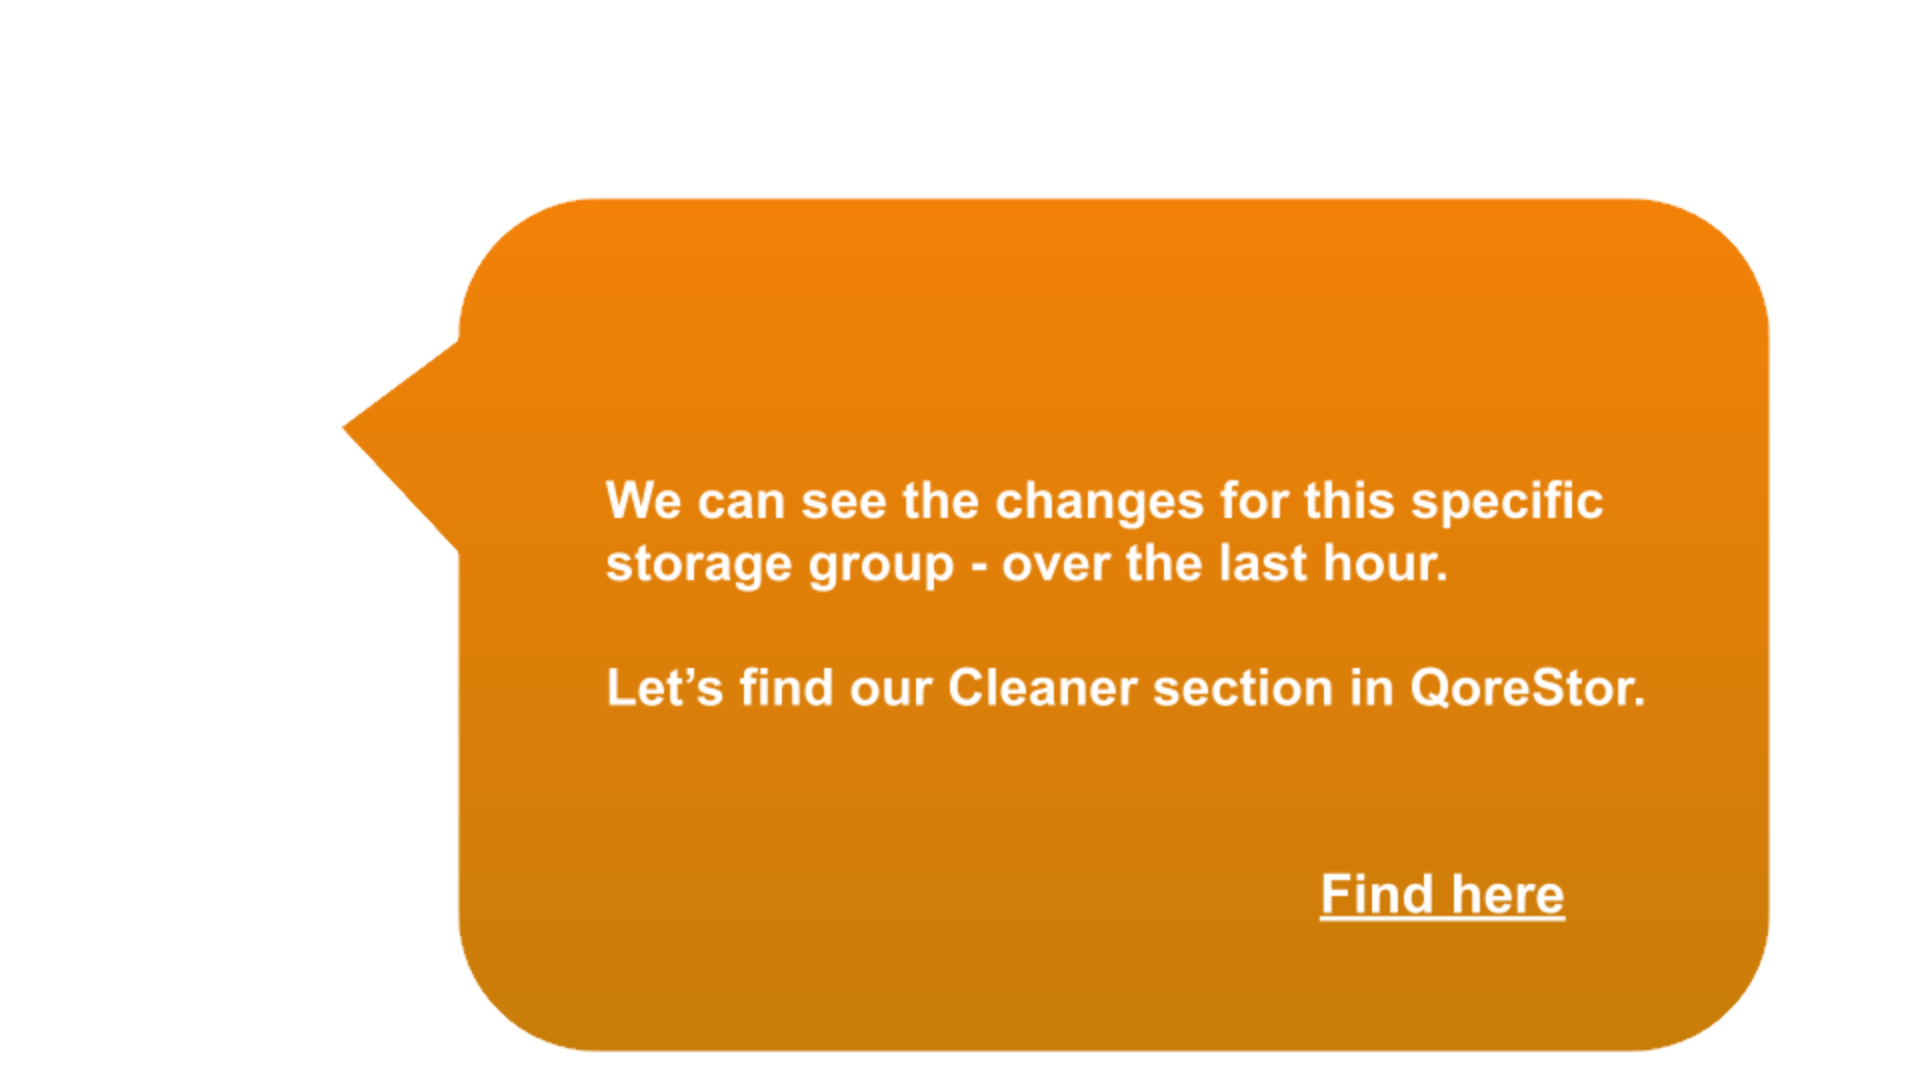 We can see the changes for this specific
storage group - over the last hour.
Let’s find our Cleaner section in QoreStor.
Find here